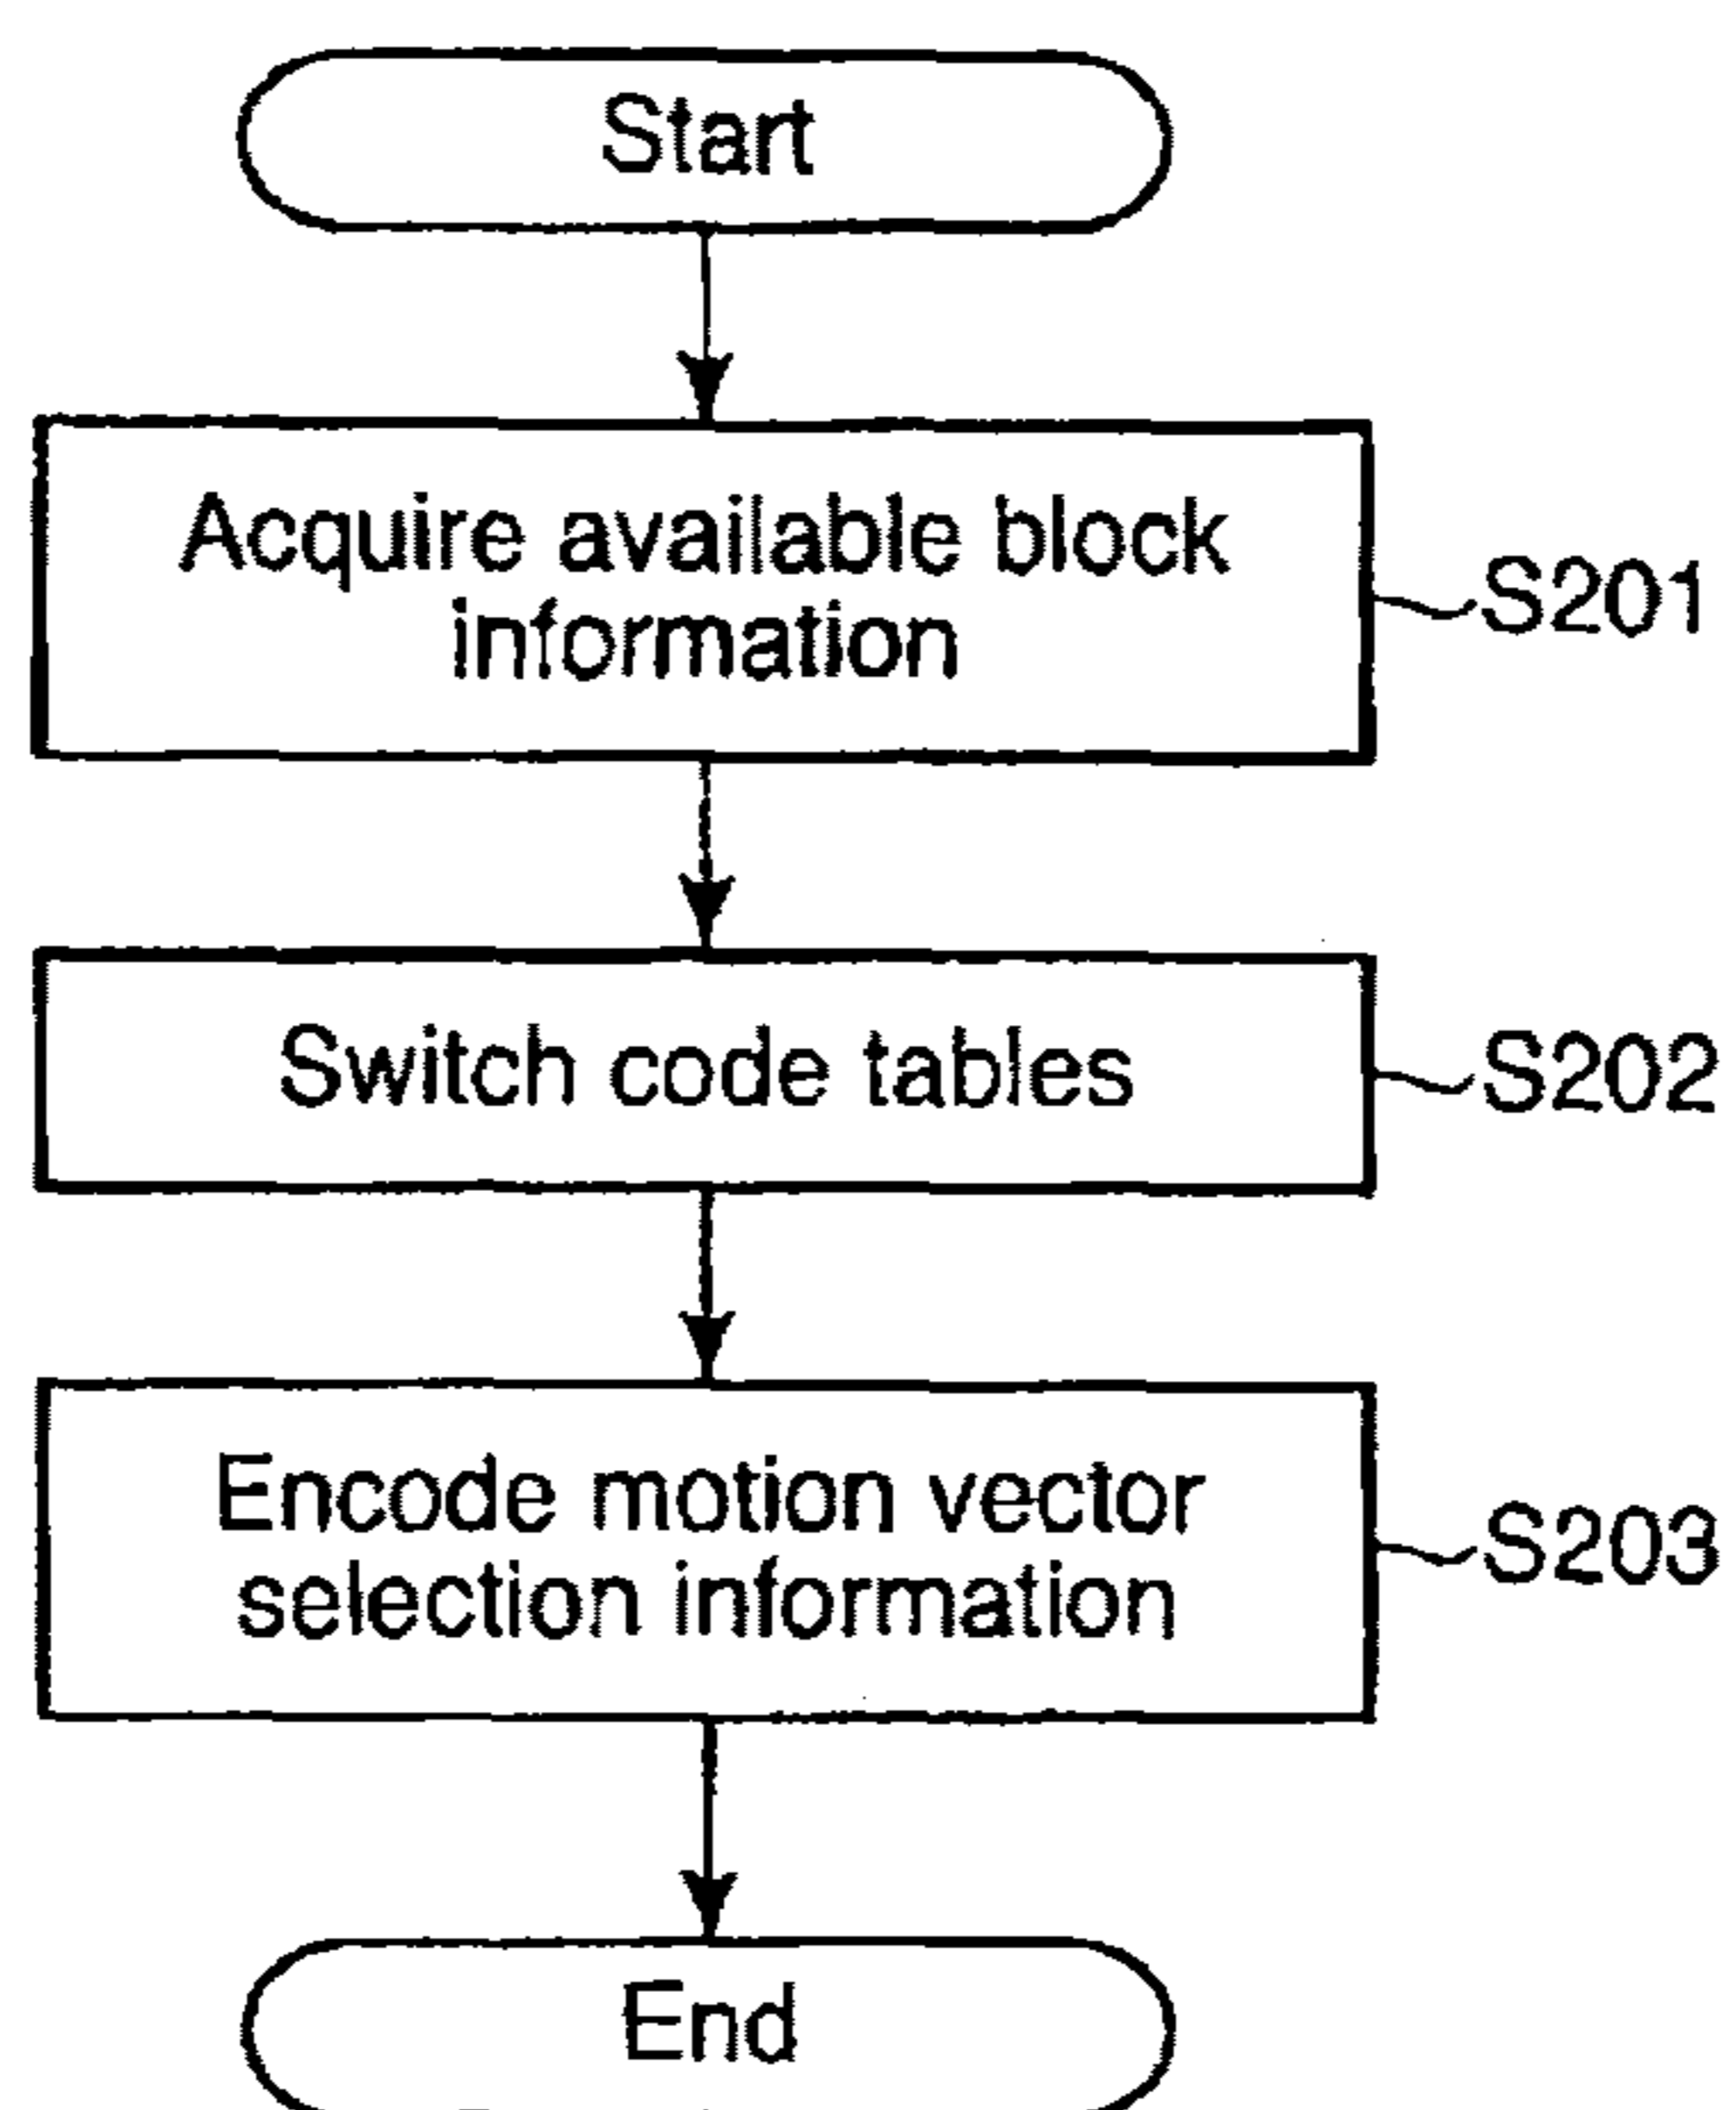 Start
Acquire available block
information
S201
Switch code tables
S202
Encode motion vector
selection information
S203
End